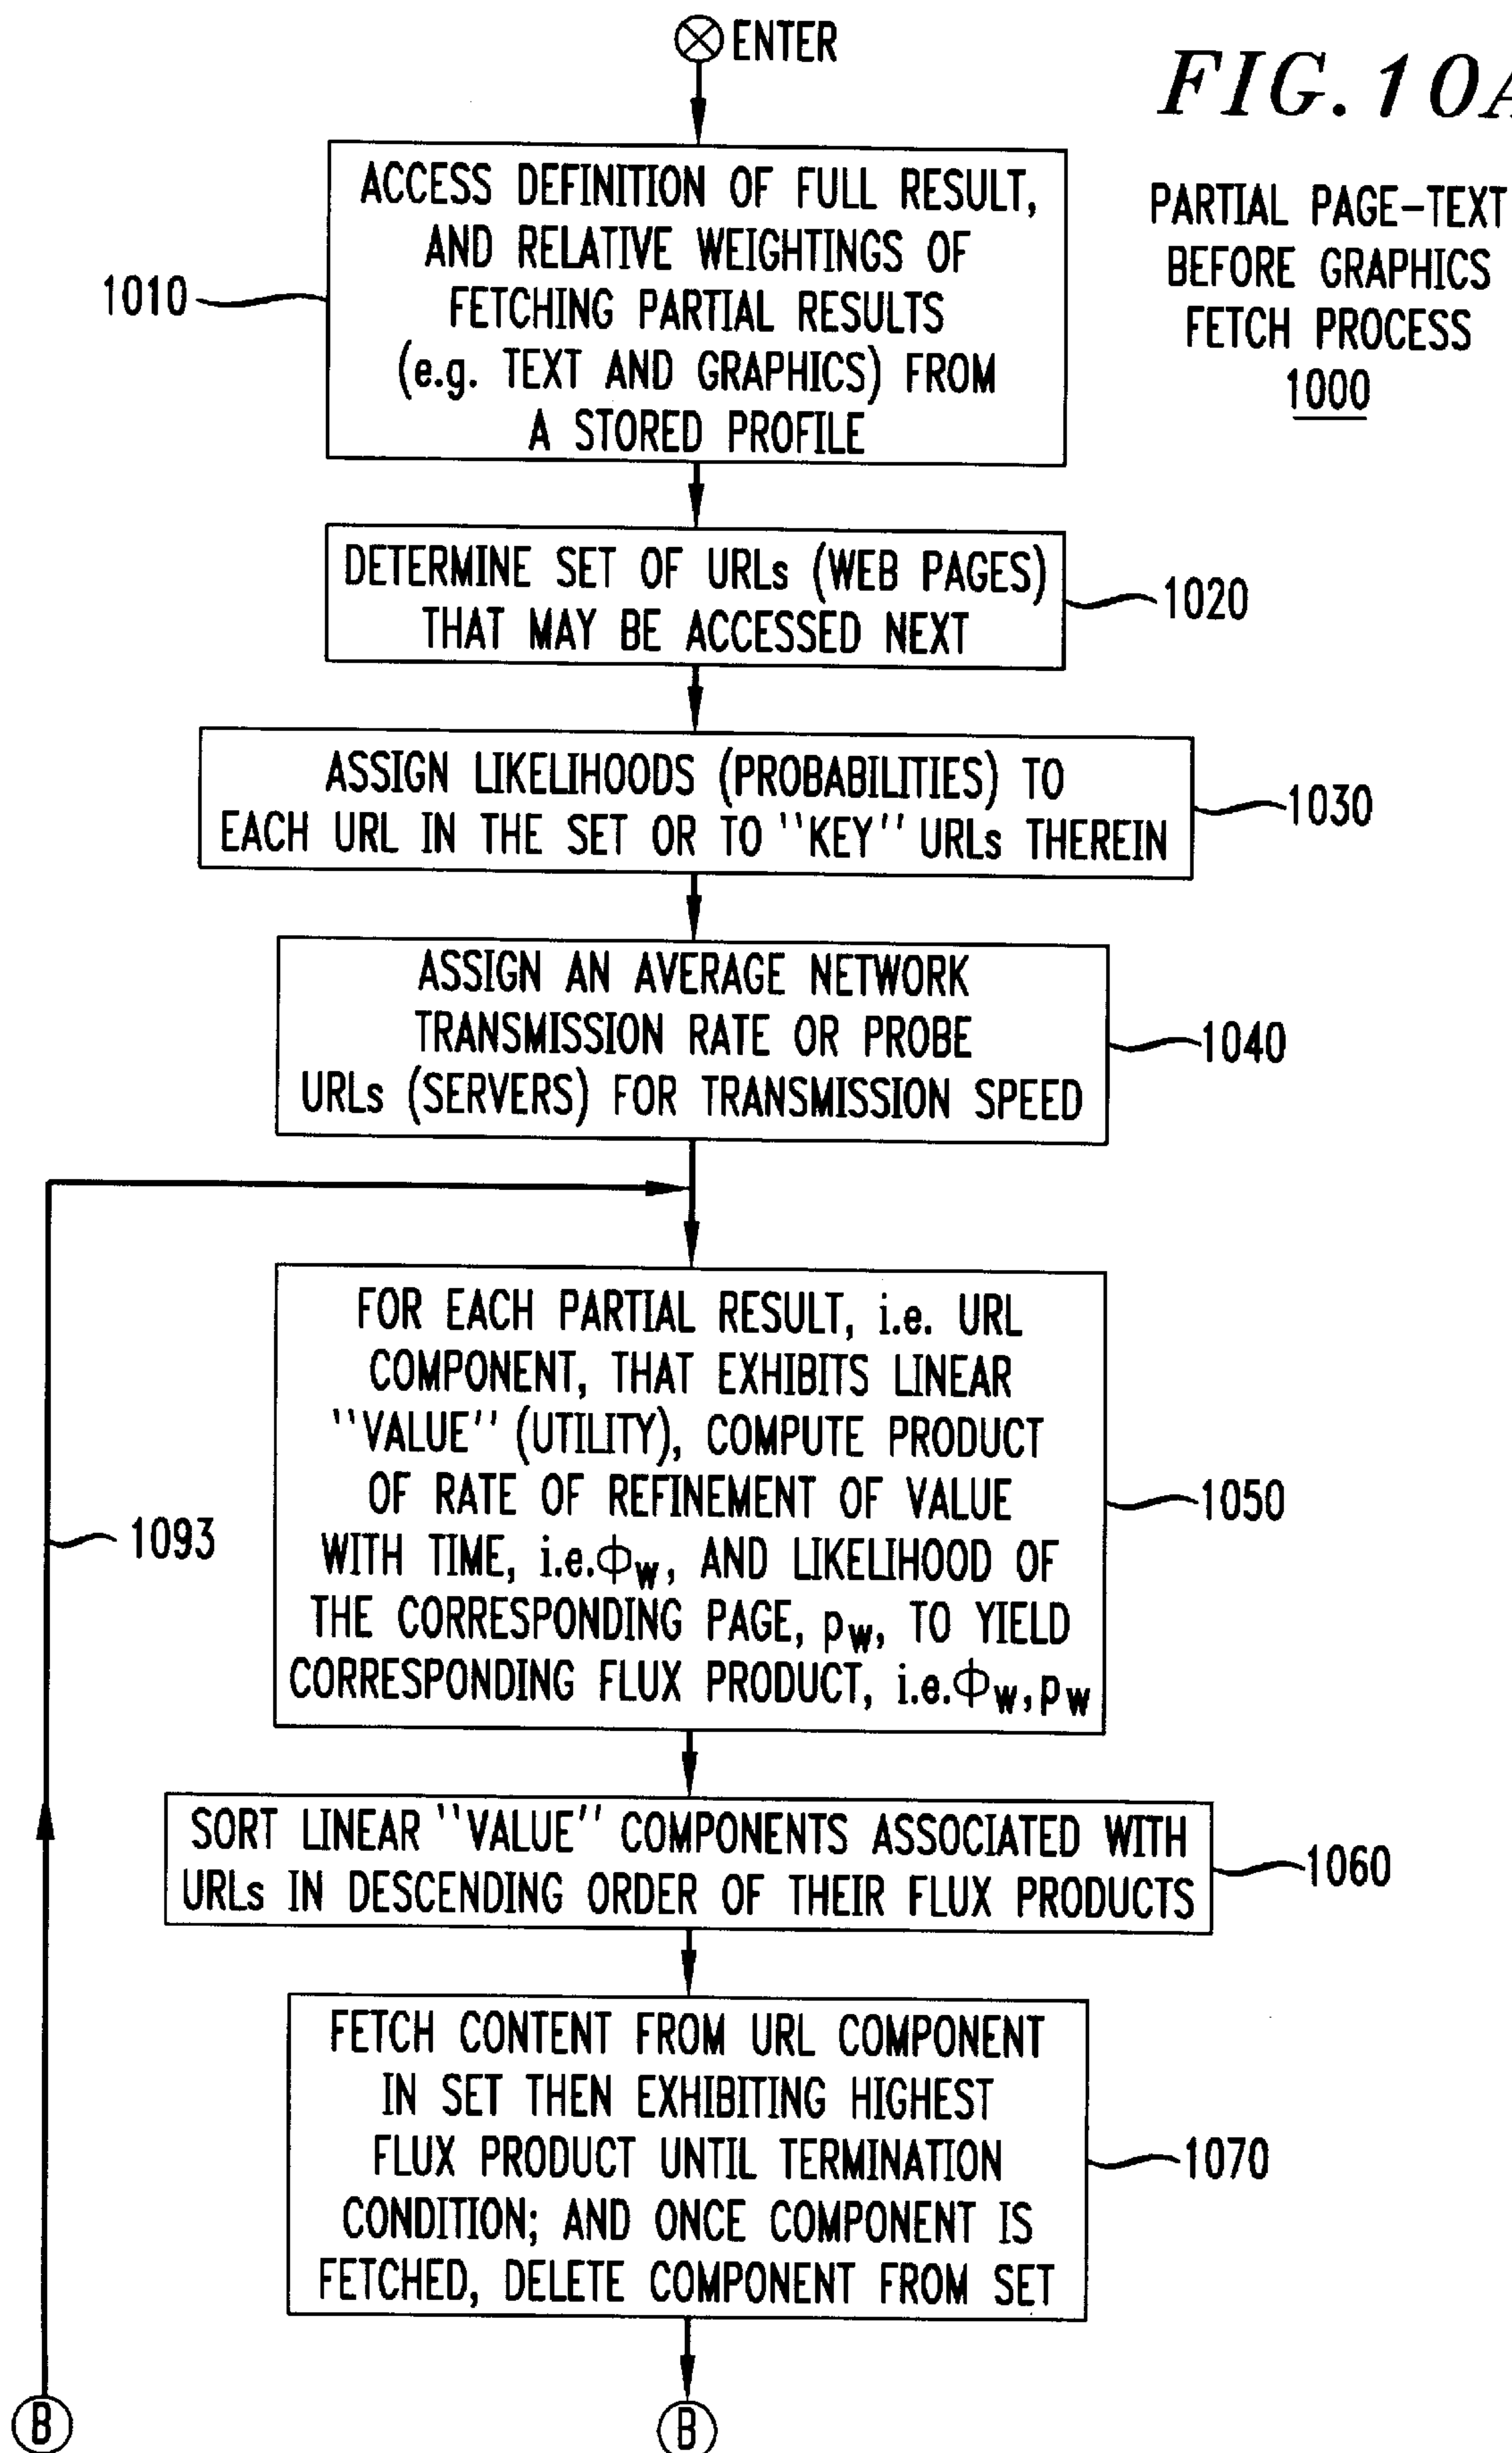 ENTER
FIG. 10A
PARTIAL PAGE-TEXT
BEFORE GRAPHICS
FETCH PROCESS
1000
ACCESS DEFINITION OF FULL RESULT,
AND RELATIVE WEIGHTINGS OF
FETCHING PARTIAL RESULTS
(e.g. TEXT AND GRAPHICS) FROM
A STORED PROFILE
1010
DETERMINE SET OF URLs (WEB PAGES)
THAT MAY BE ACCESSED NEXT
1020
ASSIGN LIKELIHOODS (PROBABILITIES) TO
EACH URL IN THE SET OR TO "KEY" URLs THEREIN
1030
ASSIGN AN AVERAGE NETWORK
TRANSMISSION RATE OR PROBE
URLs (SERVERS) FOR TRANSMISSION SPEED
1040
FOR EACH PARTIAL RESULT, i.e. URL
COMPONENT, THAT EXHIBITS LINEAR
"VALUE" (UTILITY), COMPUTE PRODUCT
OF RATE OF REFINEMENT OF VALUE
WITH TIME, i.e.ϕw, AND LIKELIHOOD OF
THE CORRESPONDING PAGE, pw, TO YIELD
CORRESPONDING FLUX PRODUCT, i.e.ϕw,pw
1050
1093
SORT LINEAR "VALUE" COMPONENTS ASSOCIATED WITH
URLs IN DESCENDING ORDER OF THEIR FLUX PRODUCTS
1060
FETCH CONTENT FROM URL COMPONENT
IN SET THEN EXHIBITING HIGHEST
FLUX PRODUCT UNTIL TERMINATION
CONDITION; AND ONCE COMPONENT IS
FETCHED, DELETE COMPONENT FROM SET
1070
B
B